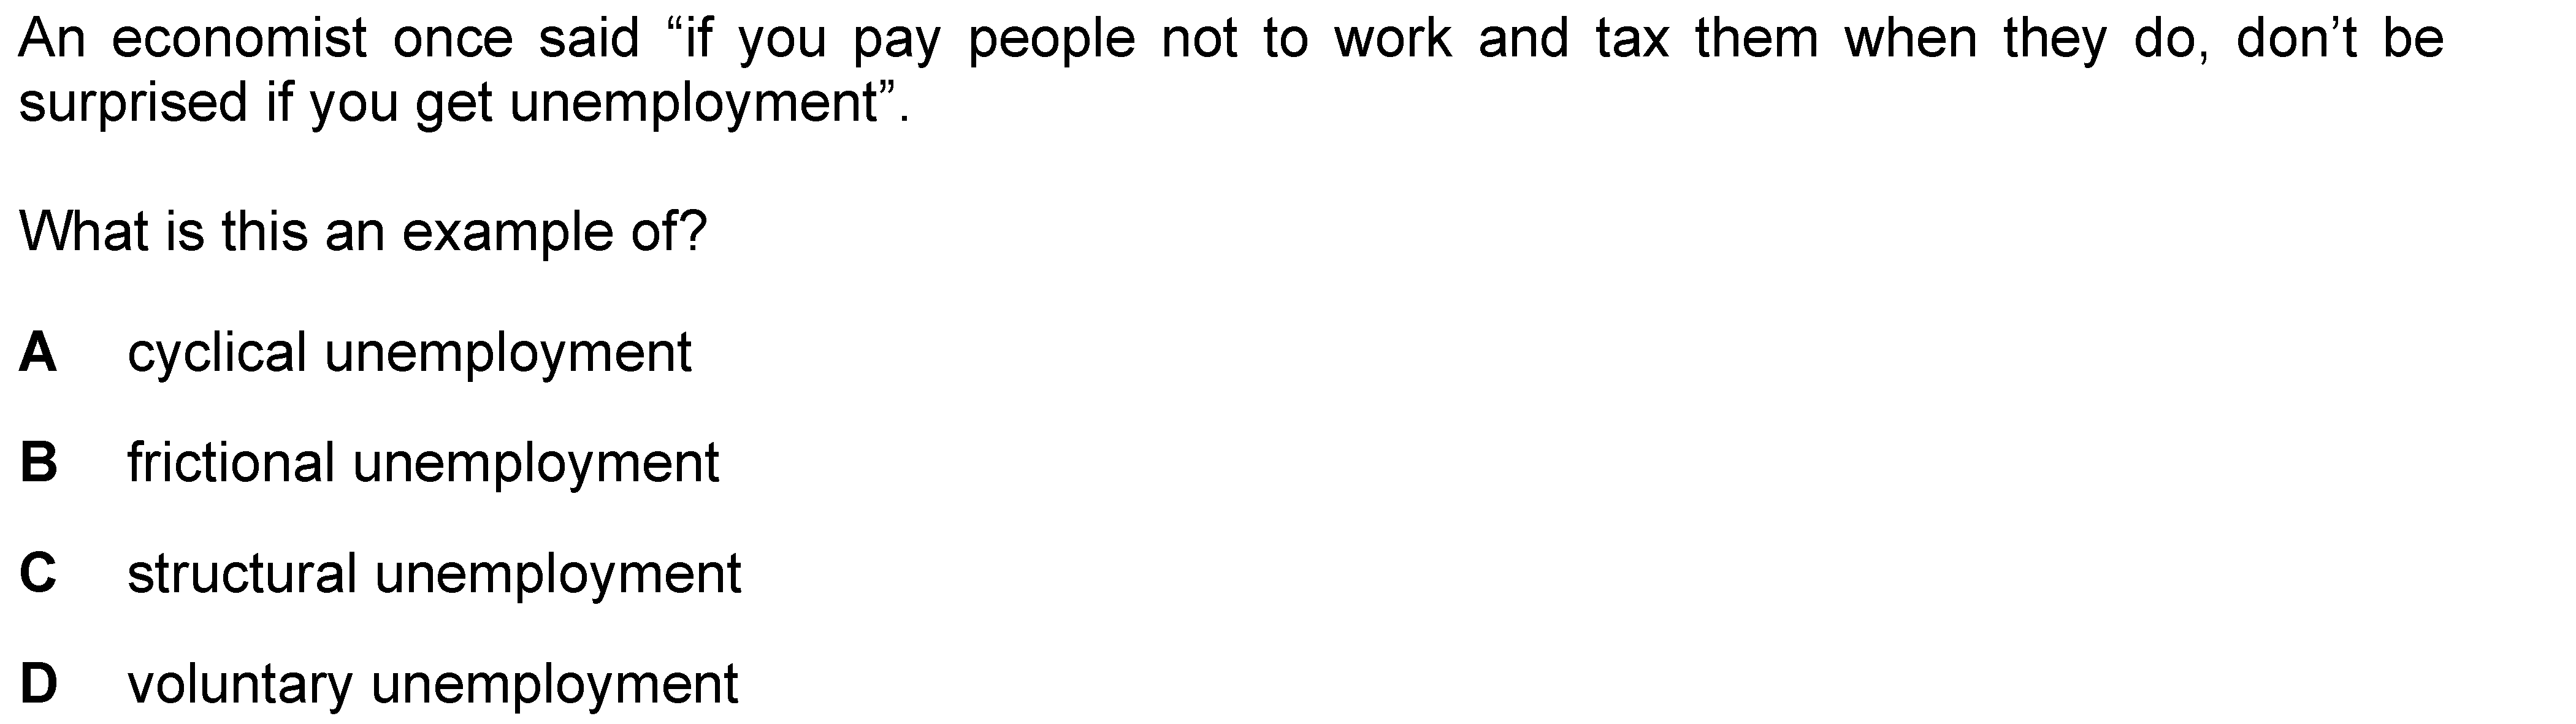 An economist once said “if you pay people not to work and tax them when they do, don’t be
surprised if you get unemployment”.
What is this an example of?
A cyclical unemployment
B frictional unemployment
C structural unemployment
D voluntary unemployment